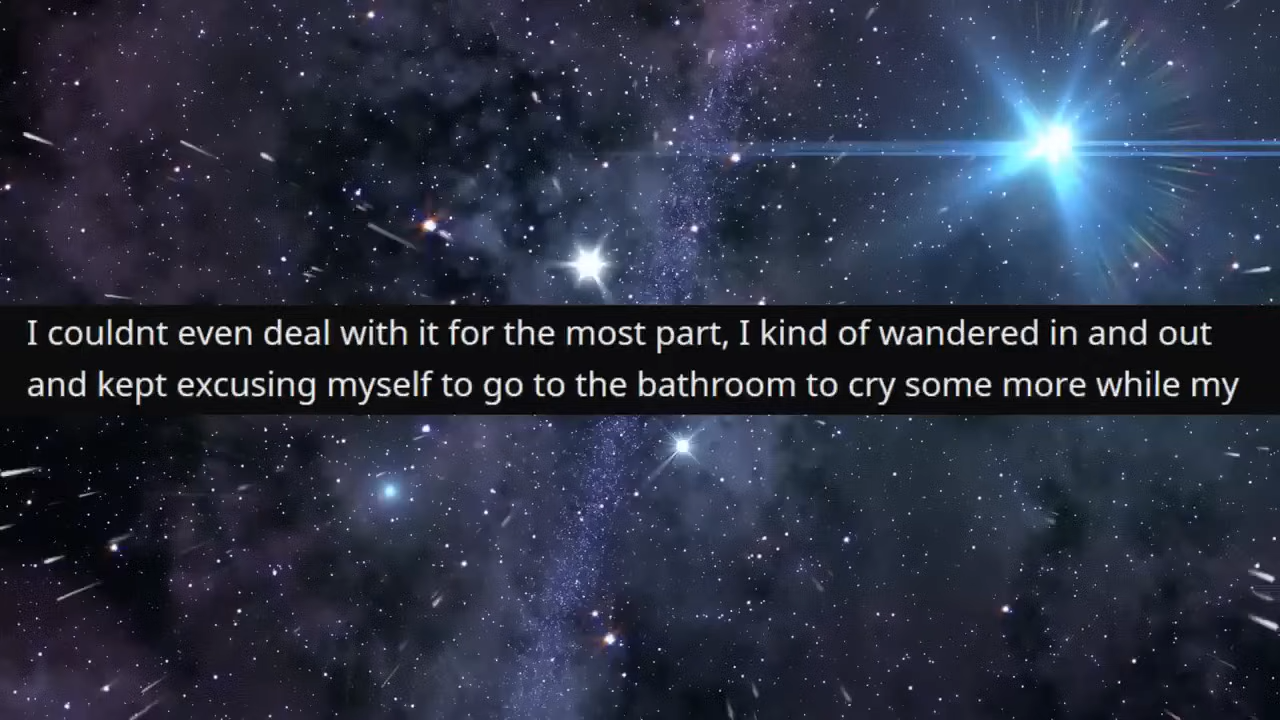 I couldnt even deal with it for the most part, I kind of wandered in and out
and kept excusing myself to go to the bathroom to cry some more while my